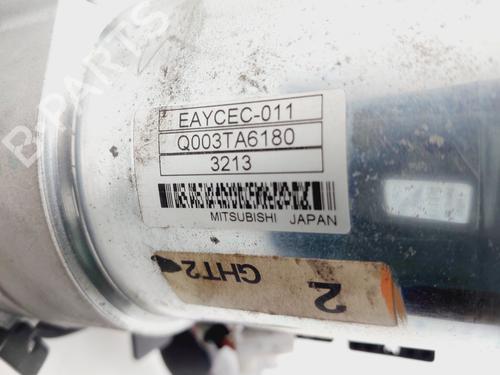 B-PARTS
EAYCEC-011
Q003TA6180
3213
MITSUBISHI JAPAN
GHT2
2